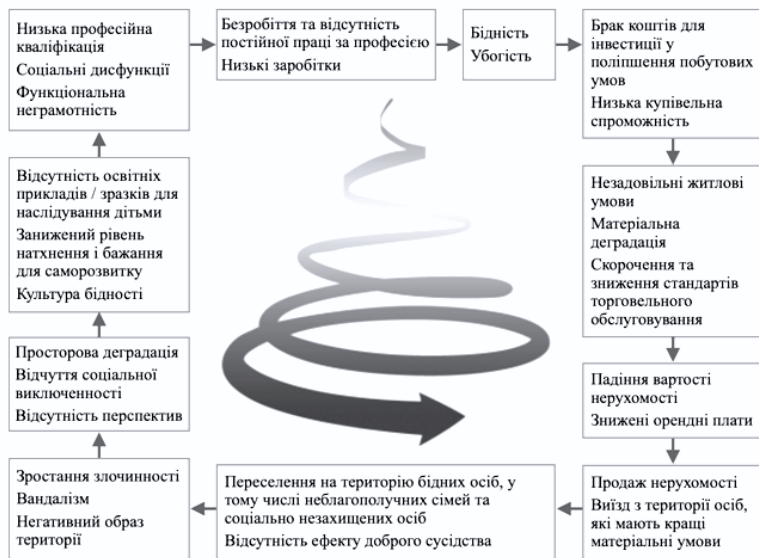 Низька професійна
кваліфікація
Соціальні дисфункції
Функціональна
неграмотність
Безробіття та відсутність
постійної праці за професією
Низькі заробітки
Бідність
Убогість
Брак коштів для
інвестиції у
поліпшення побутових
умов
Низька купівельна
спроможність
Незадовільні житлові
умови
Матеріальна
деградація
Скорочення та
зниження стандартів
торговельного
обслуговування
Падіння вартості
нерухомості
Знижені орендні плати
Продаж нерухомості
Виїзд з території осіб,
які мають кращі
матеріальні умови
Переселення на територію бідних осіб, у
тому числі неблагополучних сімей та
соціально незахищених осіб
Відсутність ефекту доброго сусідства
Зростання злочинності
Вандалізм
Негативний образ
території
Просторова деградація
Відчуття соціальної
виключенності
Відсутність перспектив
Відсутність освітніх
прикладів / зразків для
наслідування дітьми
Занижений рівень
натхнення і бажання
для саморозвитку
Культура бідності